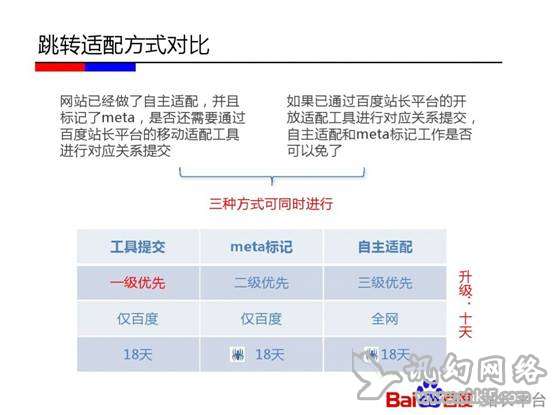 跳转适配方式对比
网站已经做了自主适配，并且
标记了meta，是否还需要通过
百度站长平台的移动适配工具
进行对应关系提交
如果已通过百度站长平台的开
放适配工具进行对应关系提交，
自主适配和meta标记工作是否
可以免了
三种方式可同时进行
工具提交 meta标记 自主适配
一级优先 二级优先 三级优先
仅百度 仅百度 全网
18天 18天 18天
升级：十天
讯幻网络
Bai 百度 站长平台